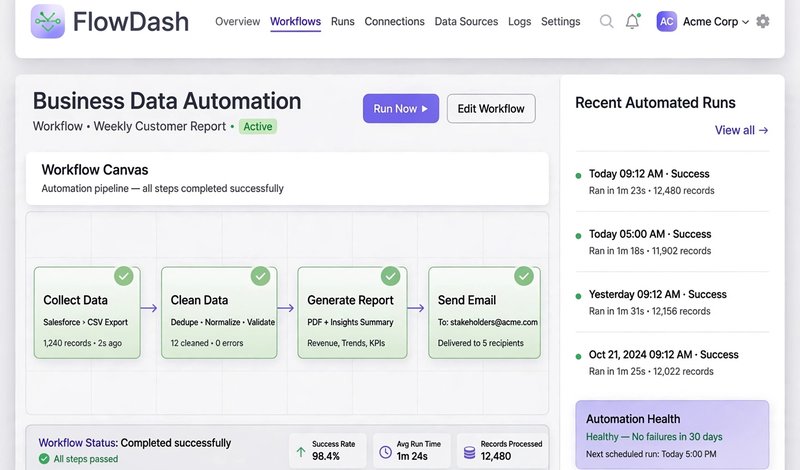 FlowDash
Overview Workflows Runs Connections Data Sources Logs Settings
AC Acme Corp
Business Data Automation
Workflow • Weekly Customer Report • Active
Run Now
Edit Workflow
Workflow Canvas
Automation pipeline — all steps completed successfully
Collect Data
Salesforce • CSV Export
1,240 records • 2s ago
Clean Data
Dedupe • Normalize • Validate
12 cleaned • 0 errors
Generate Report
PDF + Insights Summary
Revenue, Trends, KPIs
Send Email
To: stakeholders@acme.com
Delivered to 5 recipients
Workflow Status: Completed successfully
All steps passed
Success Rate
98.4%
Avg Run Time
1m 24s
Records Processed
12,480
Recent Automated Runs
View all →
Today 09:12 AM · Success
Ran in 1m 23s • 12,480 records
Today 05:00 AM · Success
Ran in 1m 18s • 11,902 records
Yesterday 09:12 AM · Success
Ran in 1m 31s • 12,156 records
Oct 21, 2024 09:12 AM · Success
Ran in 1m 25s • 12,022 records
Automation Health
Healthy — No failures in 30 days
Next scheduled run: Today 5:00 PM